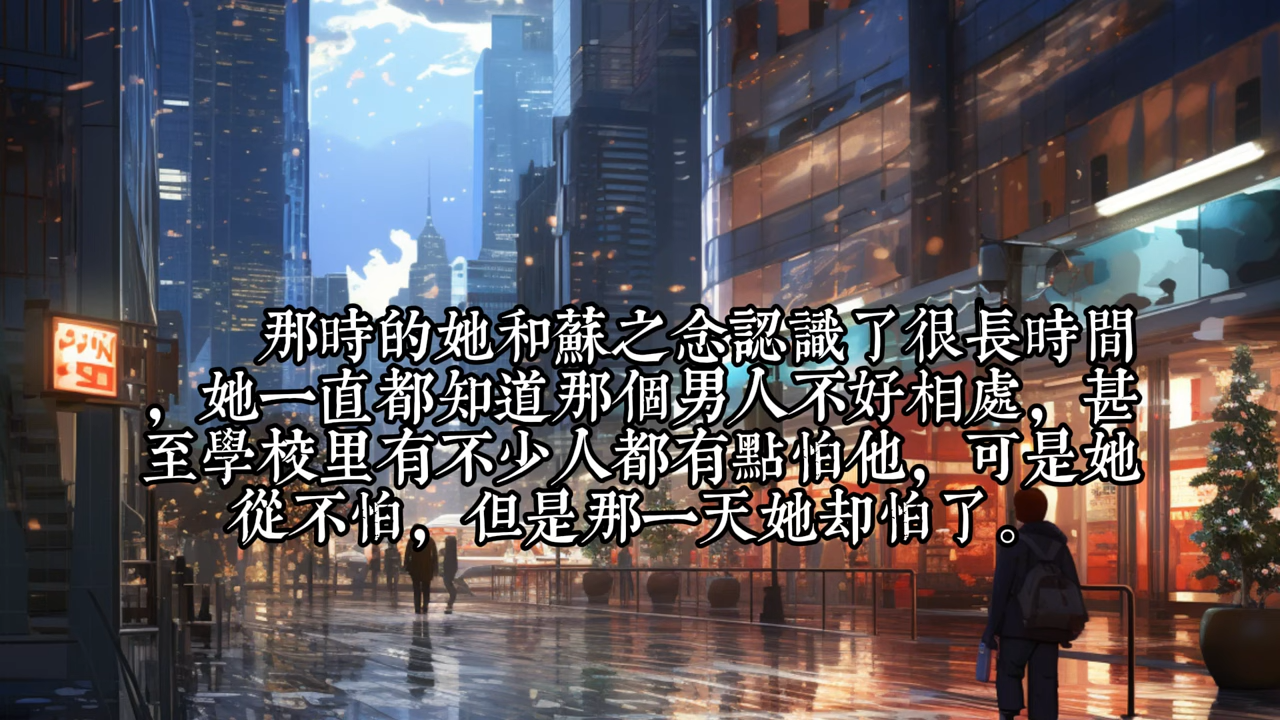 那時的她和蘇之念認識了很長時間
，她一直都知道那個男人不好相處，甚
至學校里有不少人都有點怕他，可是她
從不怕，但是那一天她却怕了。